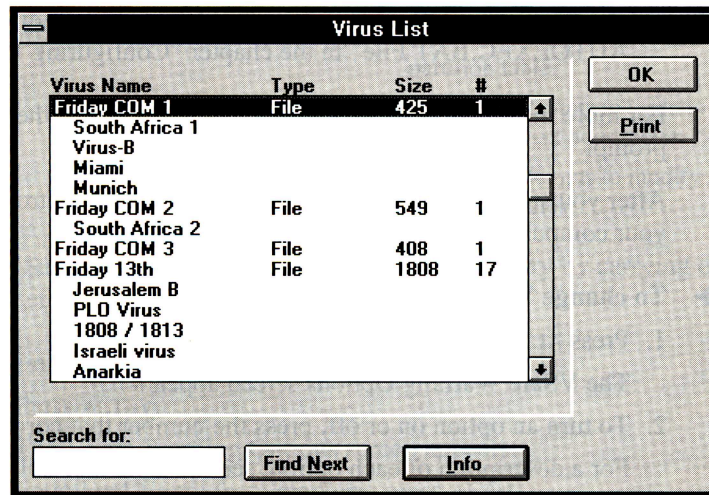 Virus List
OK
Print
Virus Name Type Size #
Friday COM 1 File 425 1
South Africa 1
Virus-B
Miami
Munich
Friday COM 2 File 549 1
South Africa 2
Friday COM 3 File 408 1
Friday 13th File 1808 17
Jerusalem B
PLO Virus
1808 / 1813
Israeli virus
Anarkia
Search for:
Find Next
Info